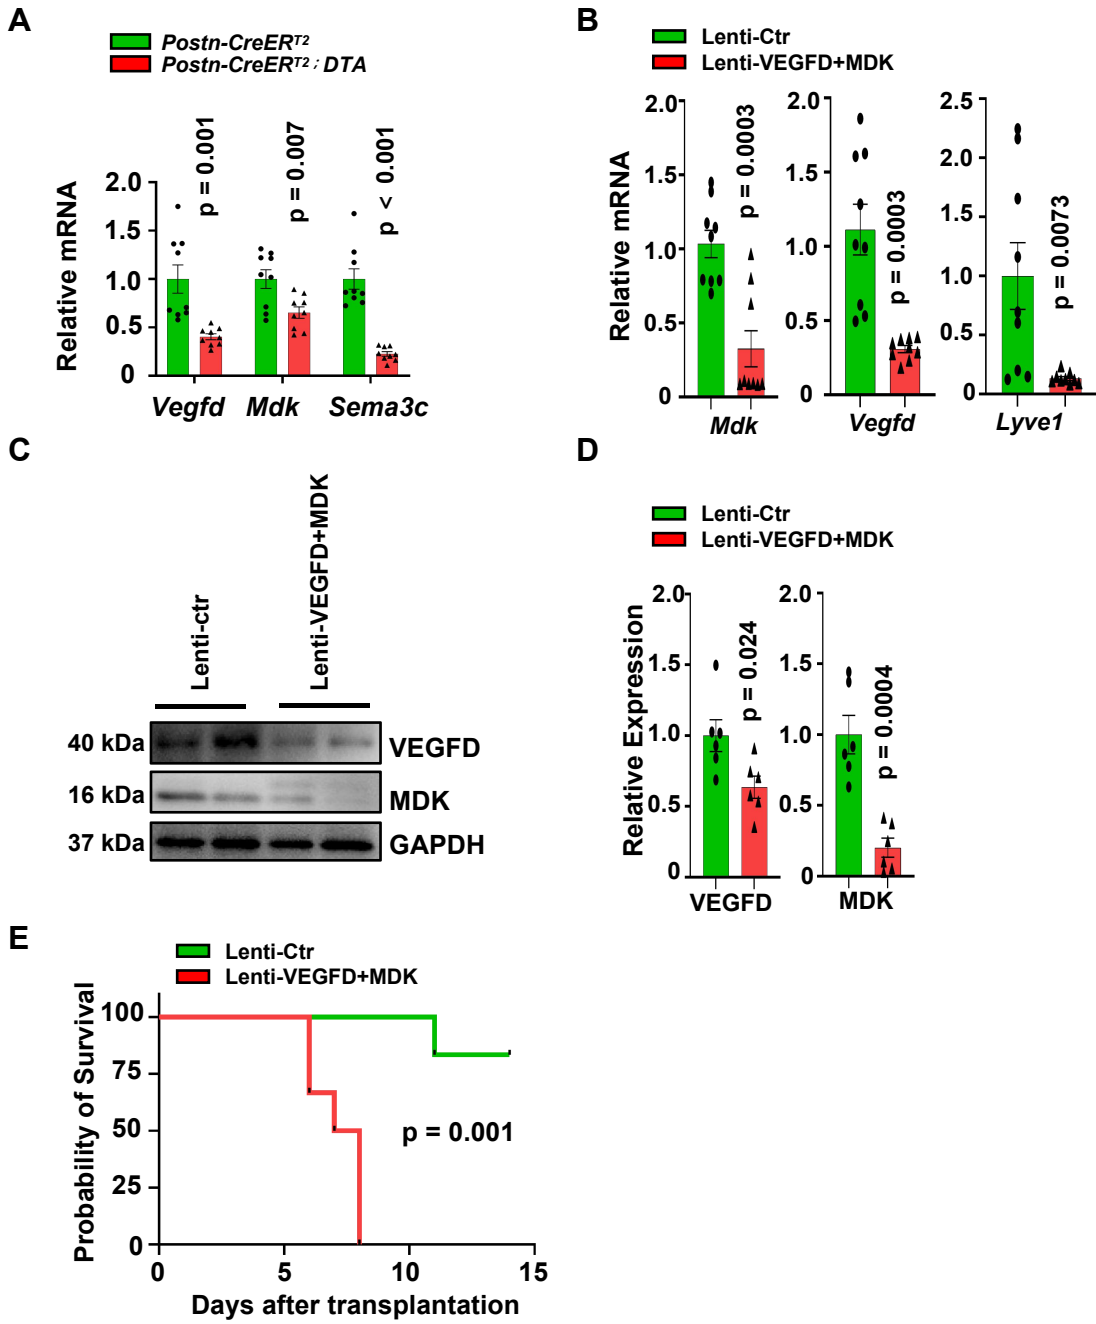 A
Postn-CreER^T2
Postn-CreER^T2; DTA
Relative mRNA
2.0
1.5
1.0
0.5
0
p = 0.001
p = 0.007
p < 0.001
Vegfd
Mdk
Sema3c
B
Lenti-Ctr
Lenti-VEGFD+MDK
Relative mRNA
2.0
1.5
1.0
0.5
0
p = 0.0003
Mdk
2.0
1.5
1.0
0.5
0
p = 0.0003
Vegfd
2.5
2.0
1.5
1.0
0.5
0
p = 0.0073
Lyve1
C
Lenti-ctr
Lenti-VEGFD+MDK
40 kDa
VEGFD
16 kDa
MDK
37 kDa
GAPDH
D
Lenti-Ctr
Lenti-VEGFD+MDK
Relative Expression
2.0
1.5
1.0
0.5
0
p = 0.024
VEGFD
2.0
1.5
1.0
0.5
0
p = 0.0004
MDK
E
Lenti-Ctr
Lenti-VEGFD+MDK
Probability of Survival
100
75
50
25
0
p = 0.001
0
5
10
15
Days after transplantation